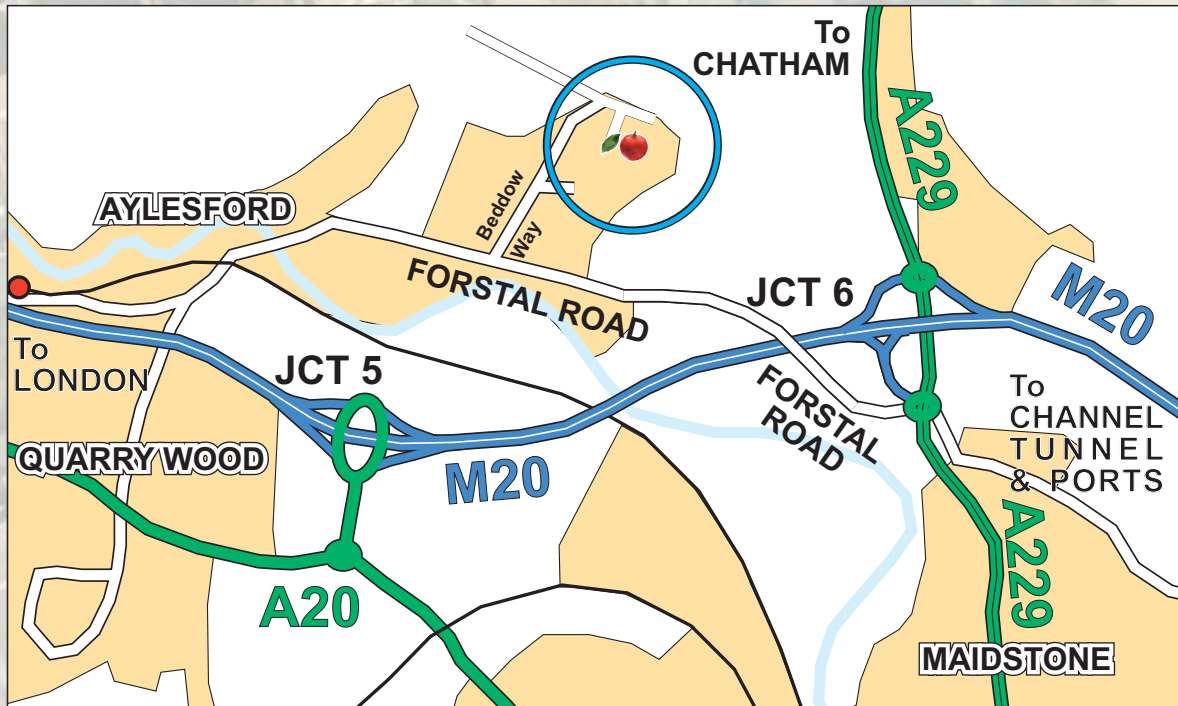 To
CHATHAM
A229
AYLESFORD
Beddow
Way
FORSTAL ROAD
JCT 6
M20
To
LONDON
JCT 5
FORSTAL
ROAD
To
CHANNEL
TUNNEL
& PORTS
QUARRY WOOD
M20
A229
A20
MAIDSTONE